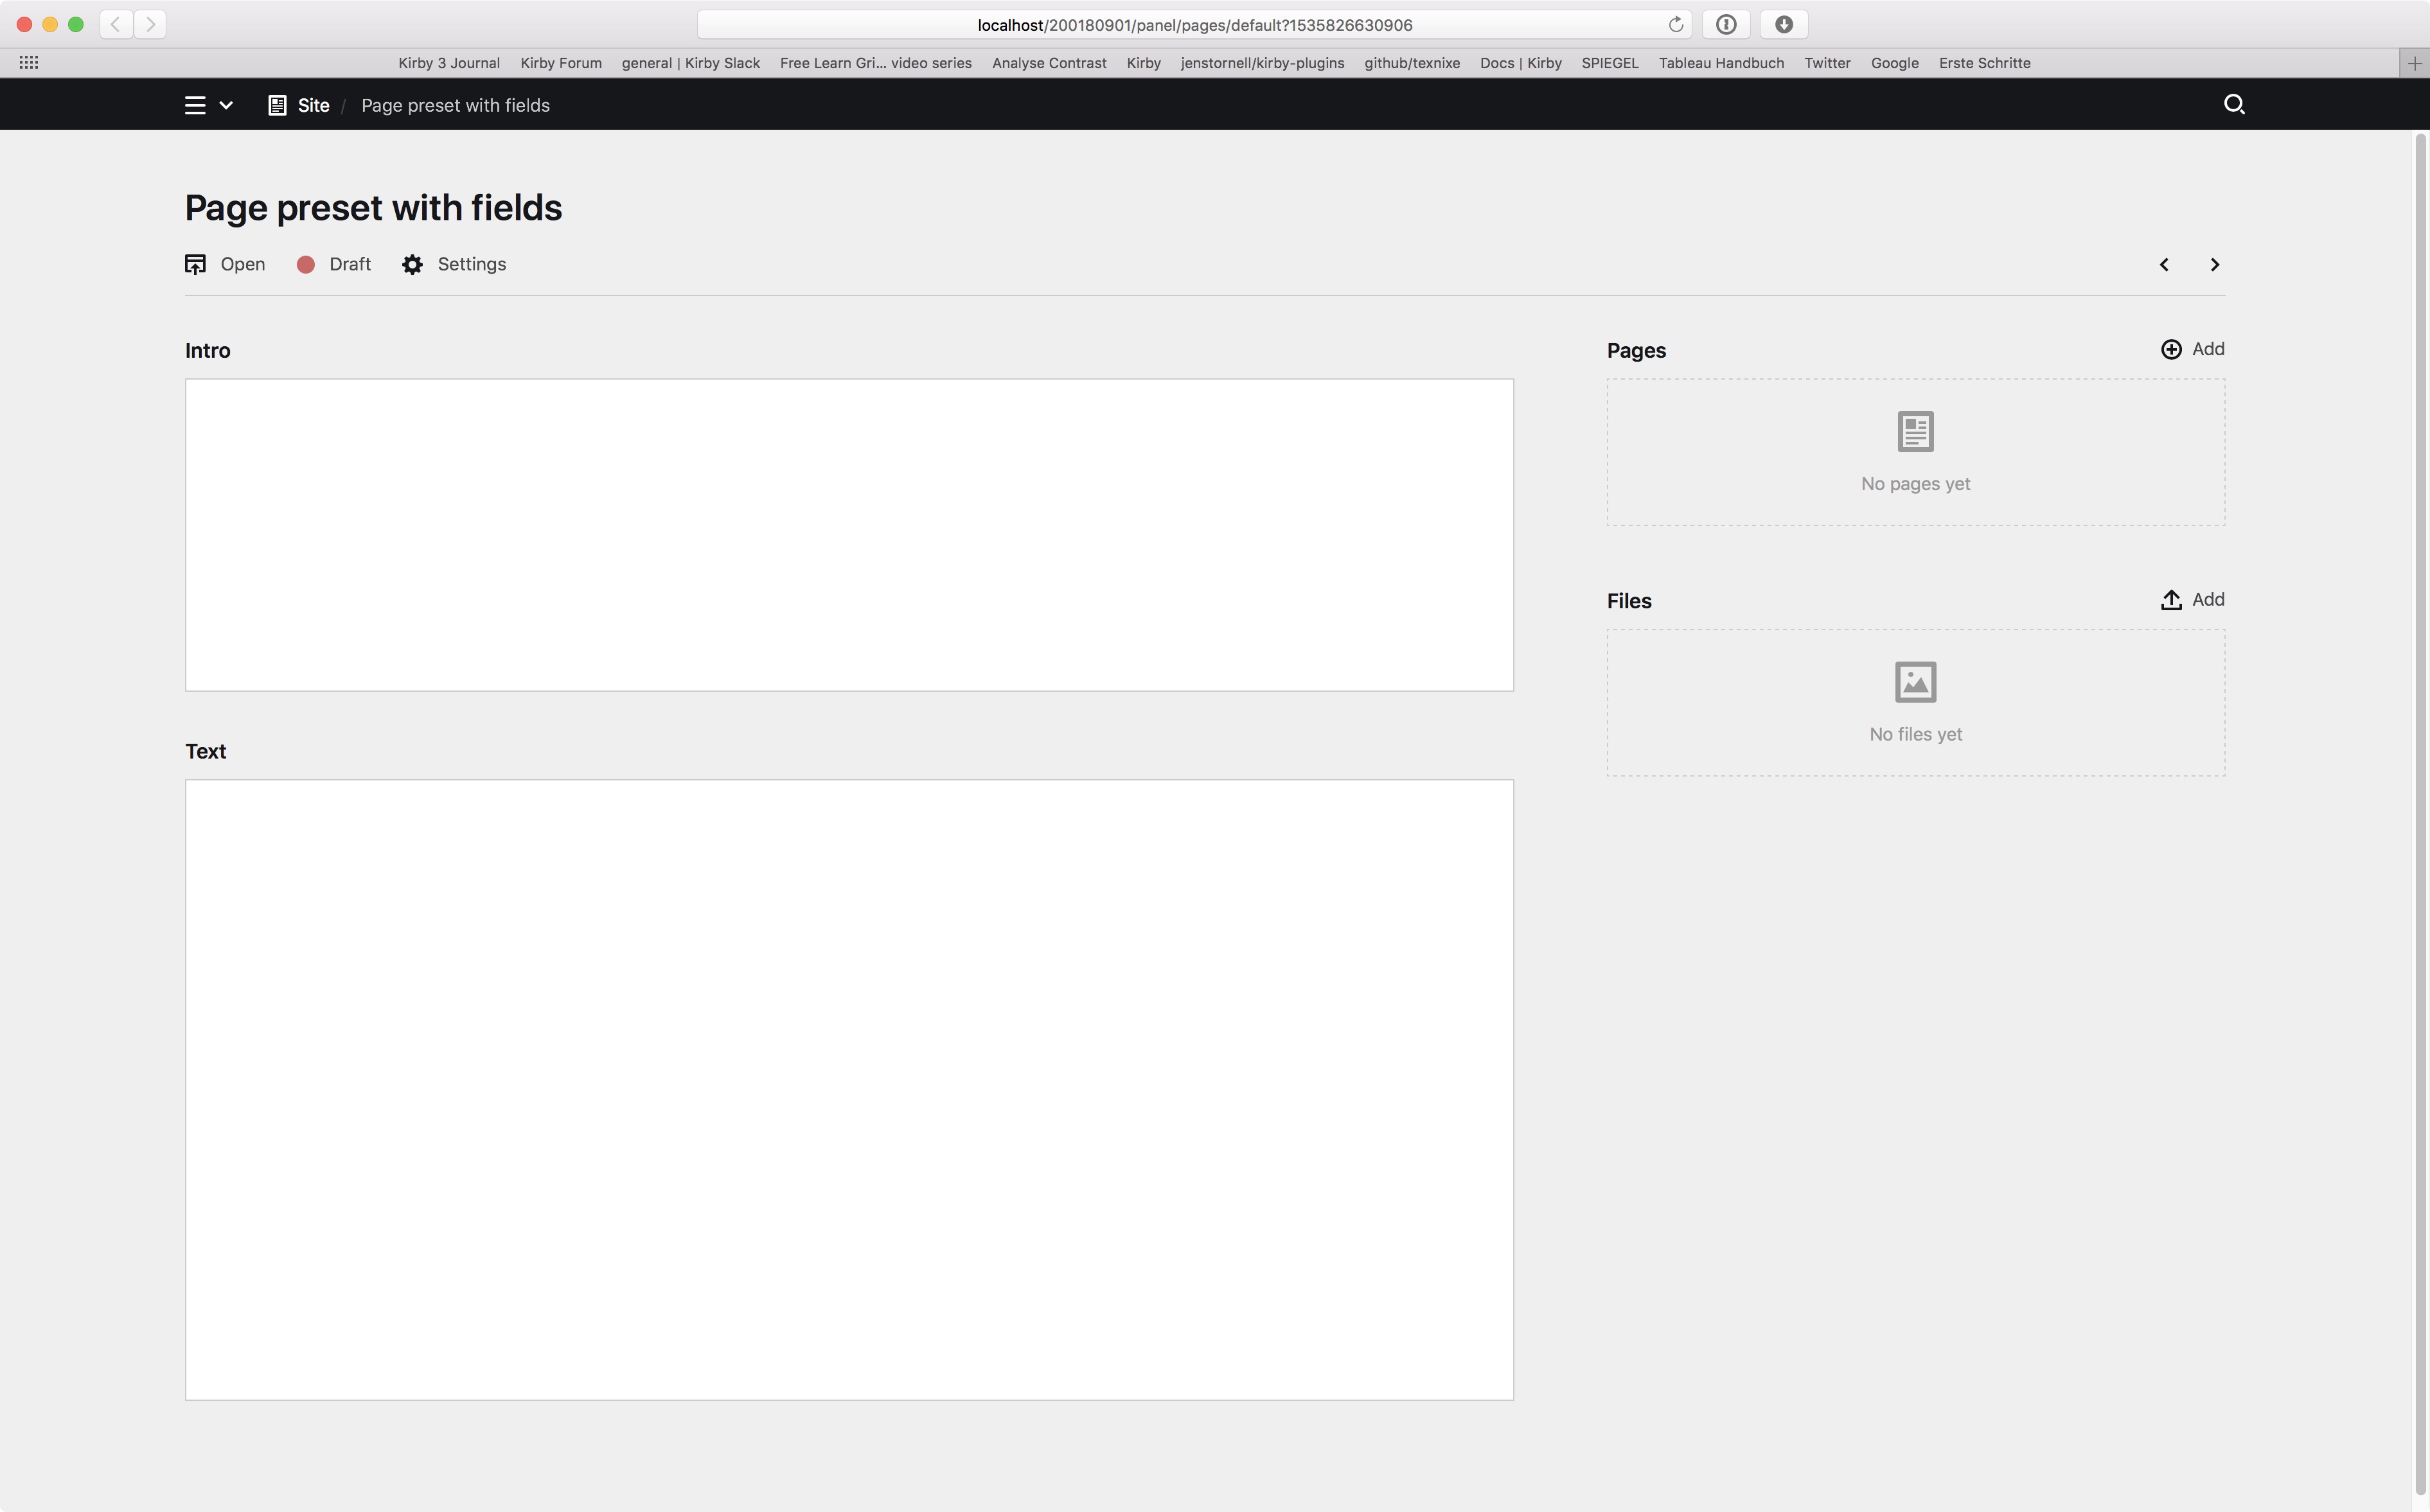 localhost/200180901/panel/pages/default?1535826630906
Kirby 3 Journal Kirby Forum general | Kirby Slack Free Learn Gri... video series Analyse Contrast Kirby jenstornell/kirby-plugins github/texnixe Docs | Kirby SPIEGEL Tableau Handbuch Twitter Google Erste Schritte
Site / Page preset with fields
Page preset with fields
Open Draft Settings
Intro
Pages Add
No pages yet
Files Add
No files yet
Text